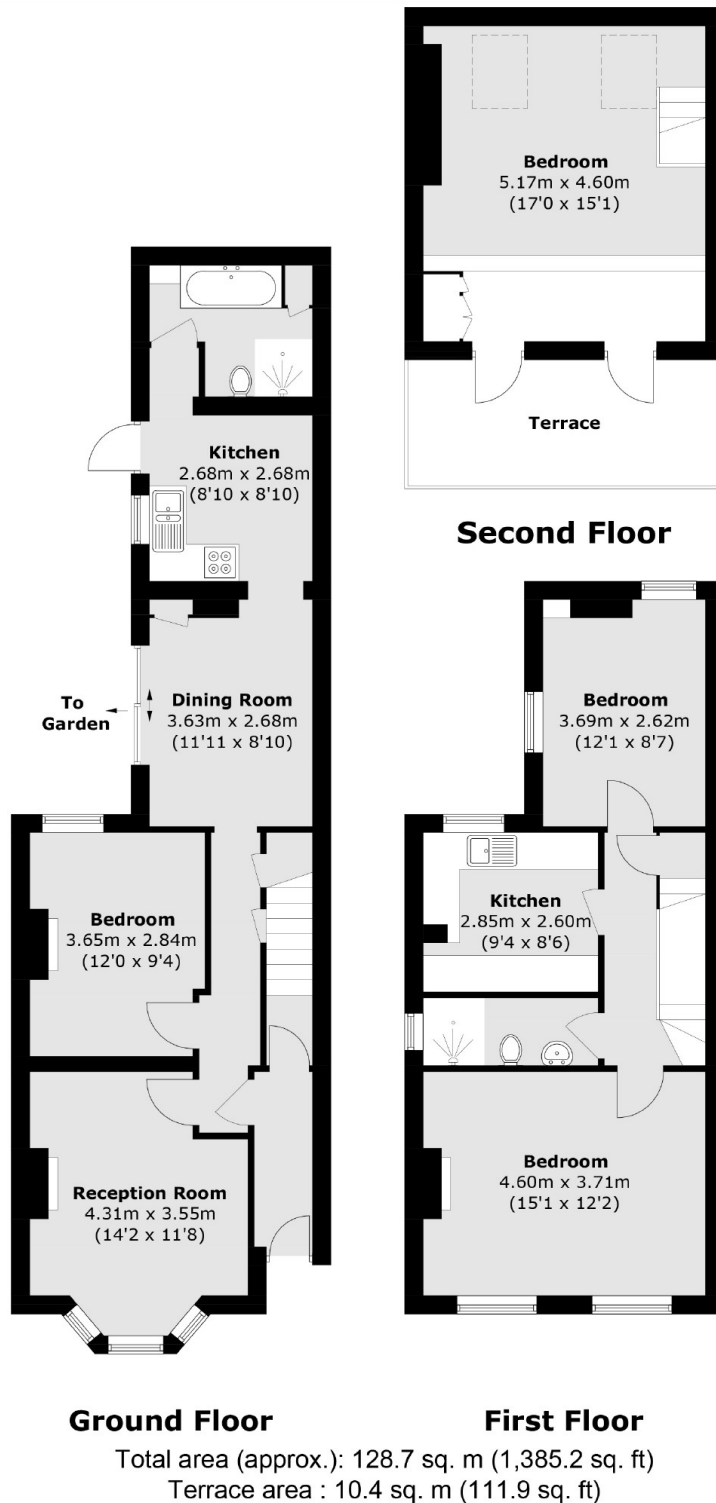 Bedroom
5.17m x 4.60m
(17'0 x 15'1)
Terrace
Second Floor
Kitchen
2.68m x 2.68m
(8'10 x 8'10)
To
Garden
Dining Room
3.63m x 2.68m
(11'11 x 8'10)
Bedroom
3.65m x 2.84m
(12'0 x 9'4)
Reception Room
4.31m x 3.55m
(14'2 x 11'8)
Ground Floor
Bedroom
3.69m x 2.62m
(12'1 x 8'7)
Kitchen
2.85m x 2.60m
(9'4 x 8'6)
Bedroom
4.60m x 3.71m
(15'1 x 12'2)
First Floor
Total area (approx.): 128.7 sq. m (1,385.2 sq. ft)
Terrace area : 10.4 sq. m (111.9 sq. ft)